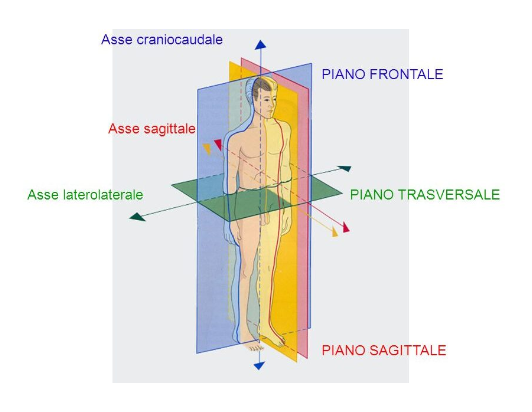 Asse craniocaudale
PIANO FRONTALE
Asse sagittale
Asse laterolaterale
PIANO TRASVERSALE
PIANO SAGITTALE